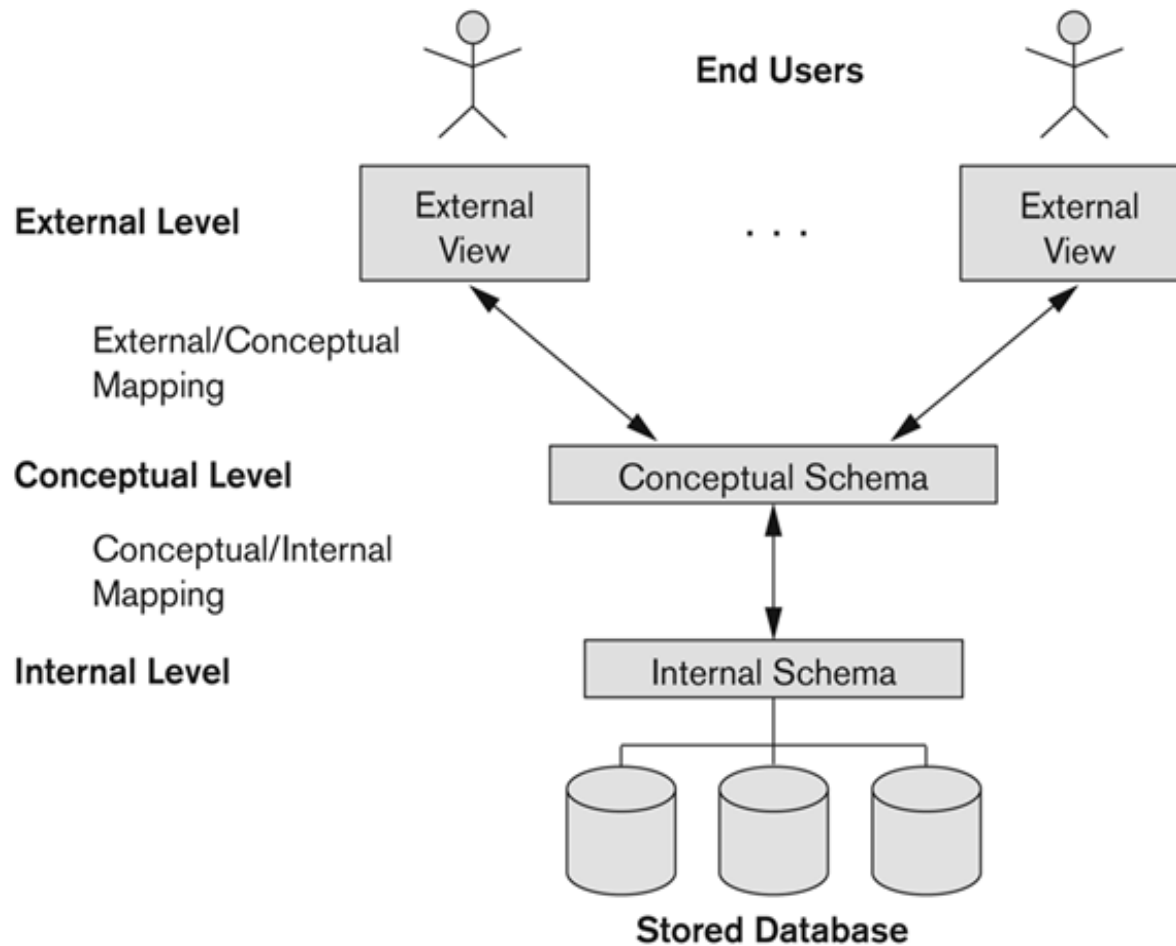 End Users
External Level
External
View
. . .
External
View
External/Conceptual
Mapping
Conceptual Level
Conceptual Schema
Conceptual/Internal
Mapping
Internal Level
Internal Schema
Stored Database